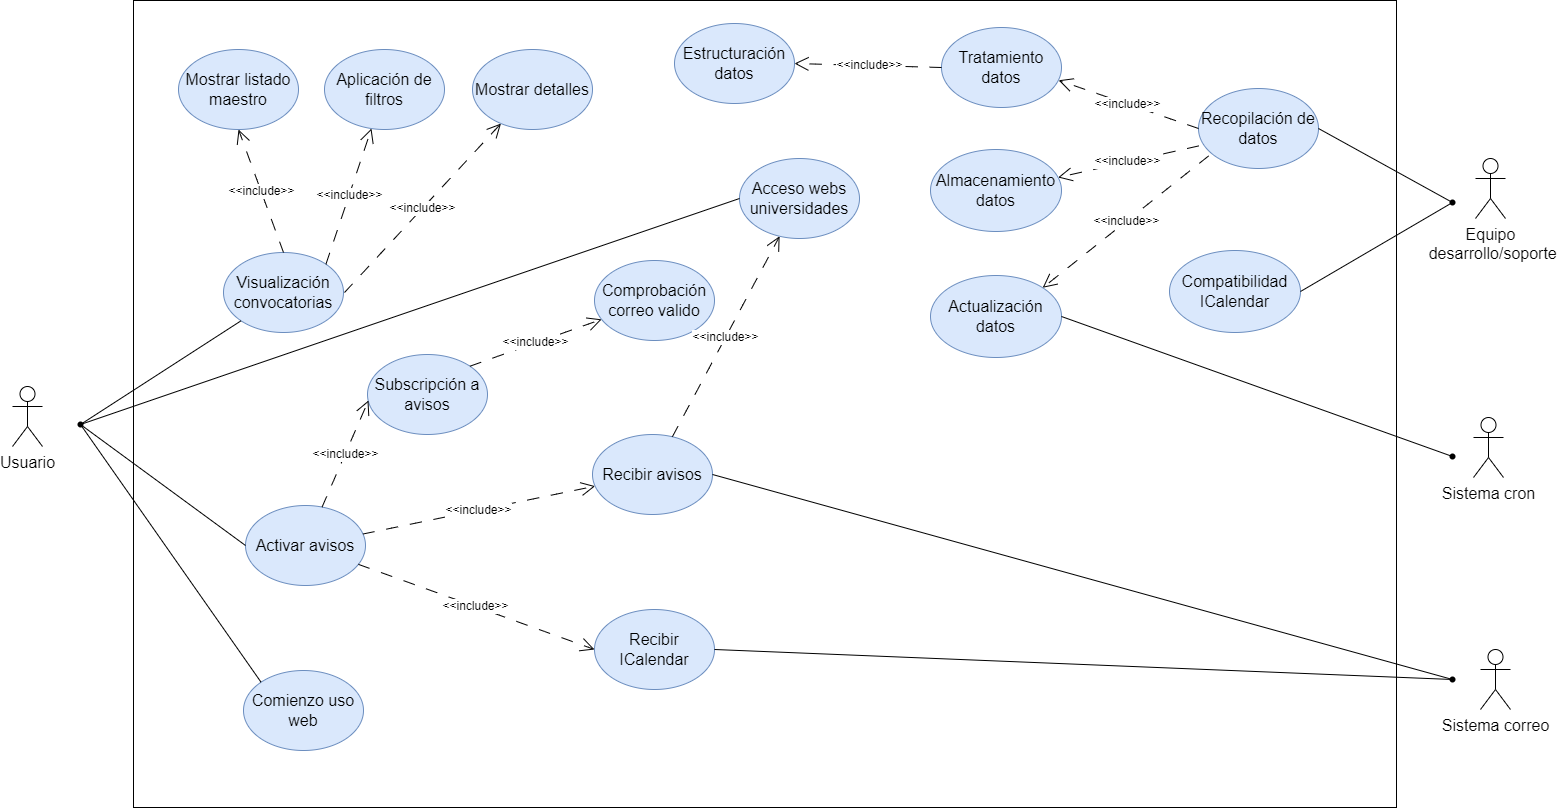 Mostrar listado
maestro
Aplicación de
filtros
Mostrar detalles
Estructuración
datos
<<include>>
Tratamiento
datos
<<include>>
Recopilación de
datos
<<include>>
Almacenamiento
datos
<<include>>
Acceso webs
universidades
<<include>>
<<include>>
<<include>>
Equipo
desarrollo/soporte
Visualización
convocatorias
Comprobación
correo valido
Actualización
datos
Compatibilidad
ICalendar
<<include>>
<<include>>
Subscripción a
avisos
Usuario
<<include>>
Recibir avisos
Sistema cron
<<include>>
Activar avisos
<<include>>
Recibir
ICalendar
Comienzo uso
web
Sistema correo